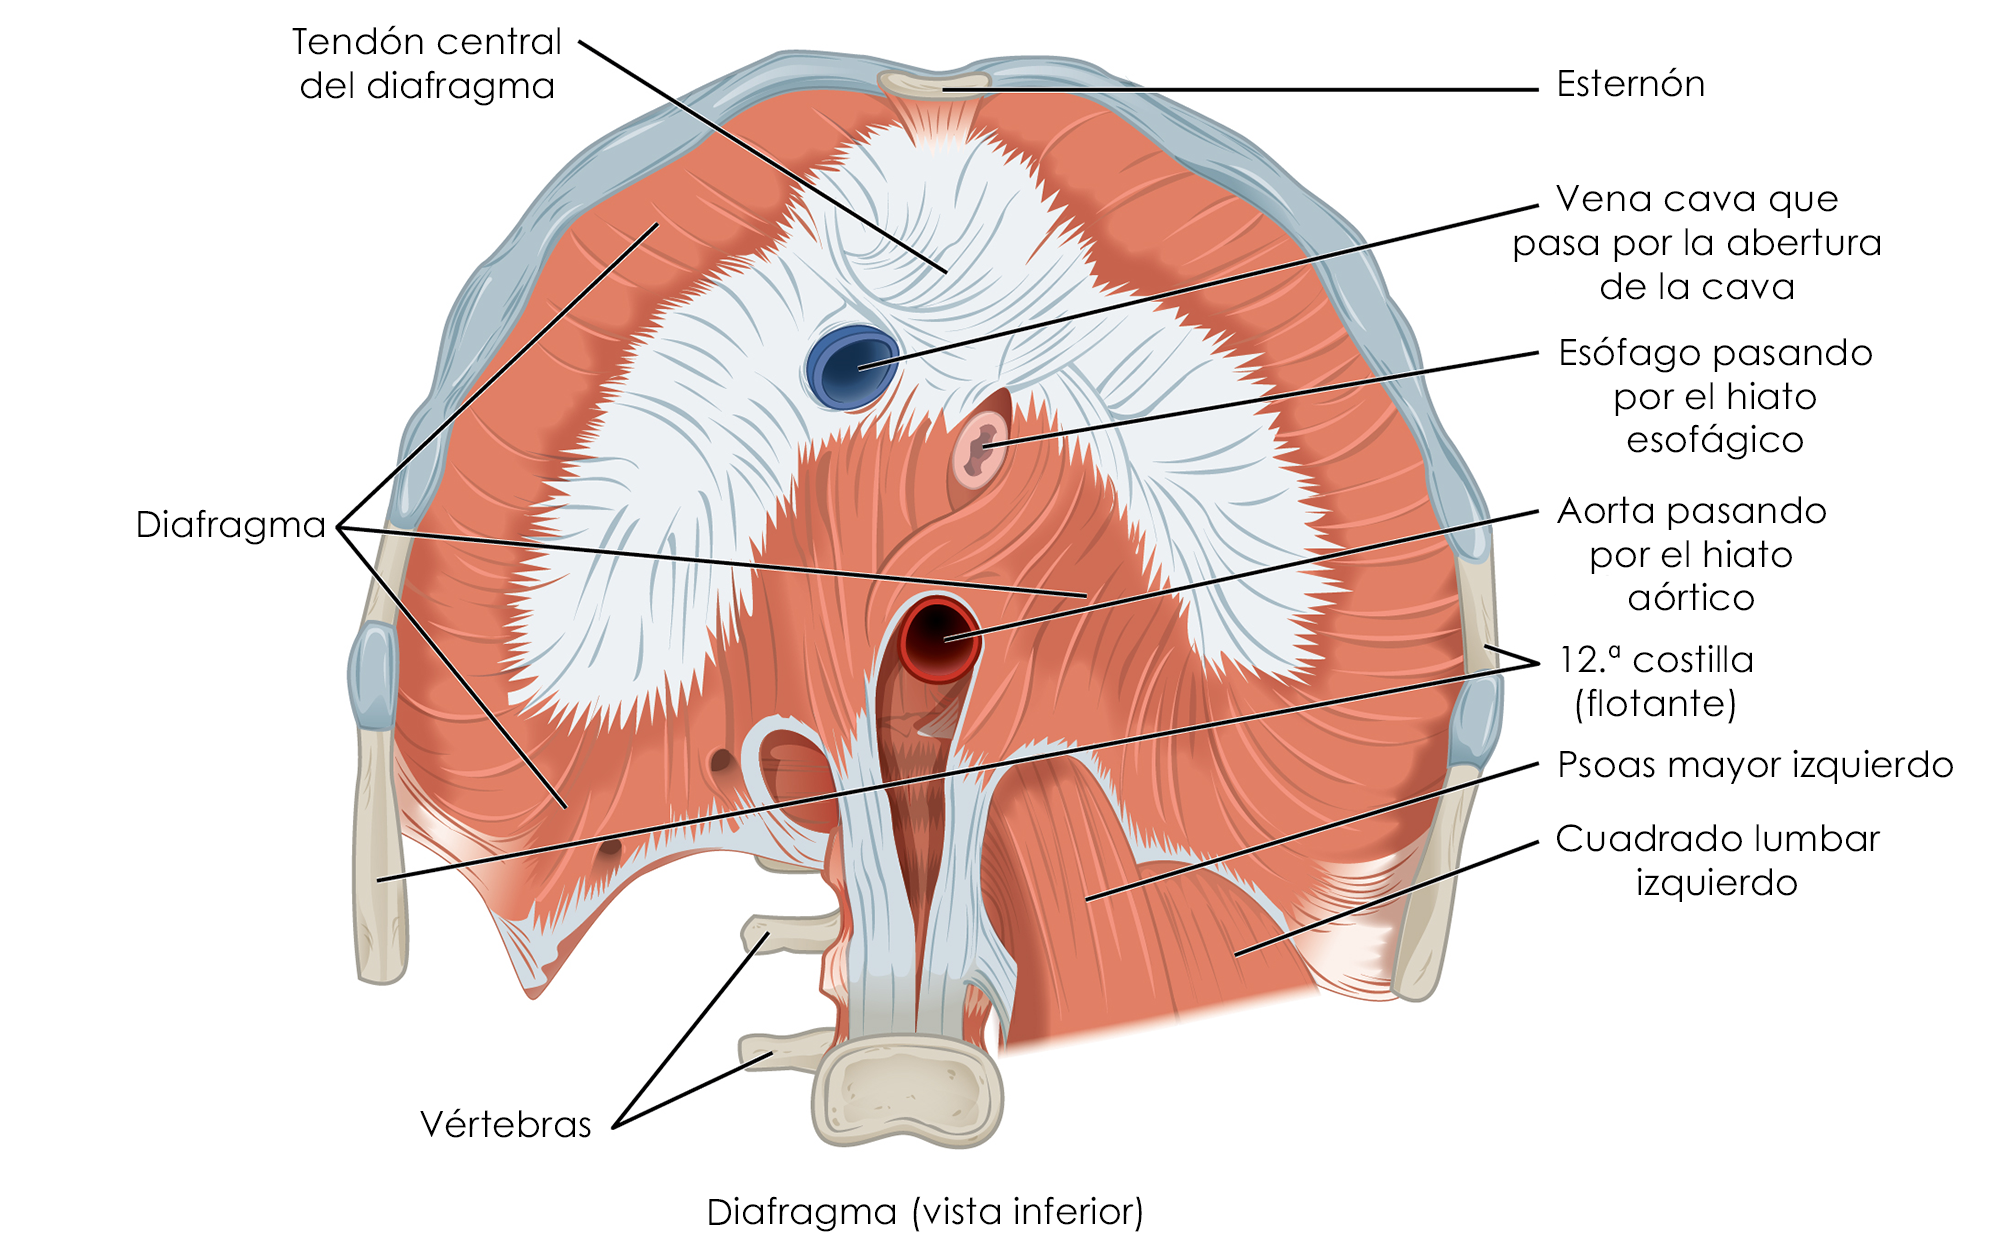 Tendón central
del diafragma
Esternón
Vena cava que
pasa por la abertura
de la cava
Esófago pasando
por el hiato
esofágico
Diafragma
Aorta pasando
por el hiato
aórtico
12.ª costilla
(flotante)
Psoas mayor izquierdo
Cuadrado lumbar
izquierdo
Vértebras
Diafragma (vista inferior)